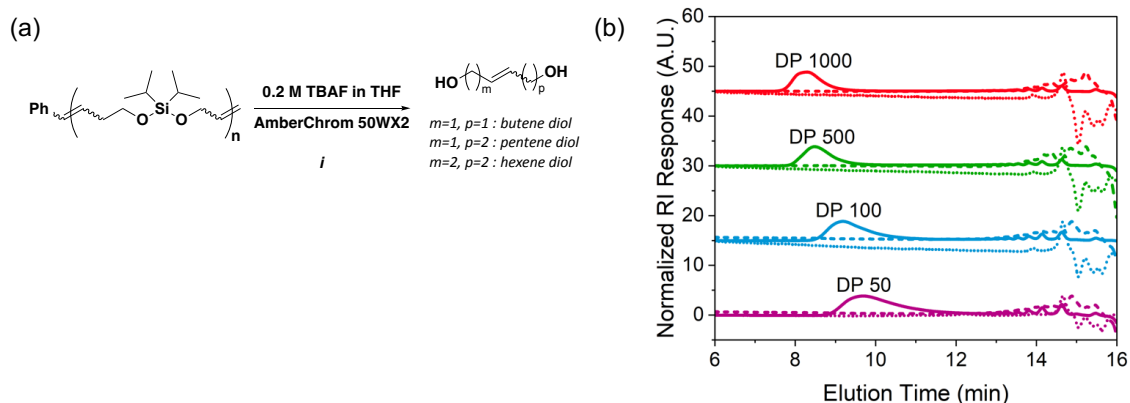 (a)
Ph
Si
O
O
n
0.2 M TBAF in THF
AmberChrom 50WX2
i
HO
m
p
OH
m=1, p=1 : butene diol
m=1, p=2 : pentene diol
m=2, p=2 : hexene diol
(b)
Normalized RI Response (A.U.)
60
50
40
30
20
10
0
DP 1000
DP 500
DP 100
DP 50
6
8
10
12
14
16
Elution Time (min)